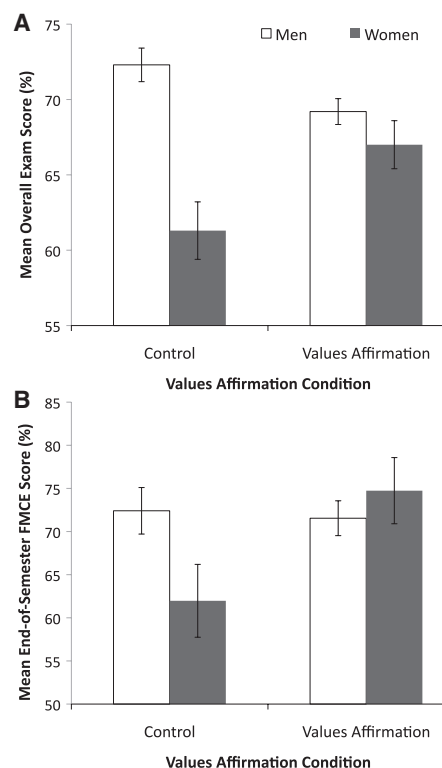 A
Men
Women
Mean Overall Exam Score (%)
75
70
65
60
55
Control
Values Affirmation
Values Affirmation Condition
B
Mean End-of-Semester FMCE Score (%)
85
80
75
70
65
60
55
50
Control
Values Affirmation
Values Affirmation Condition